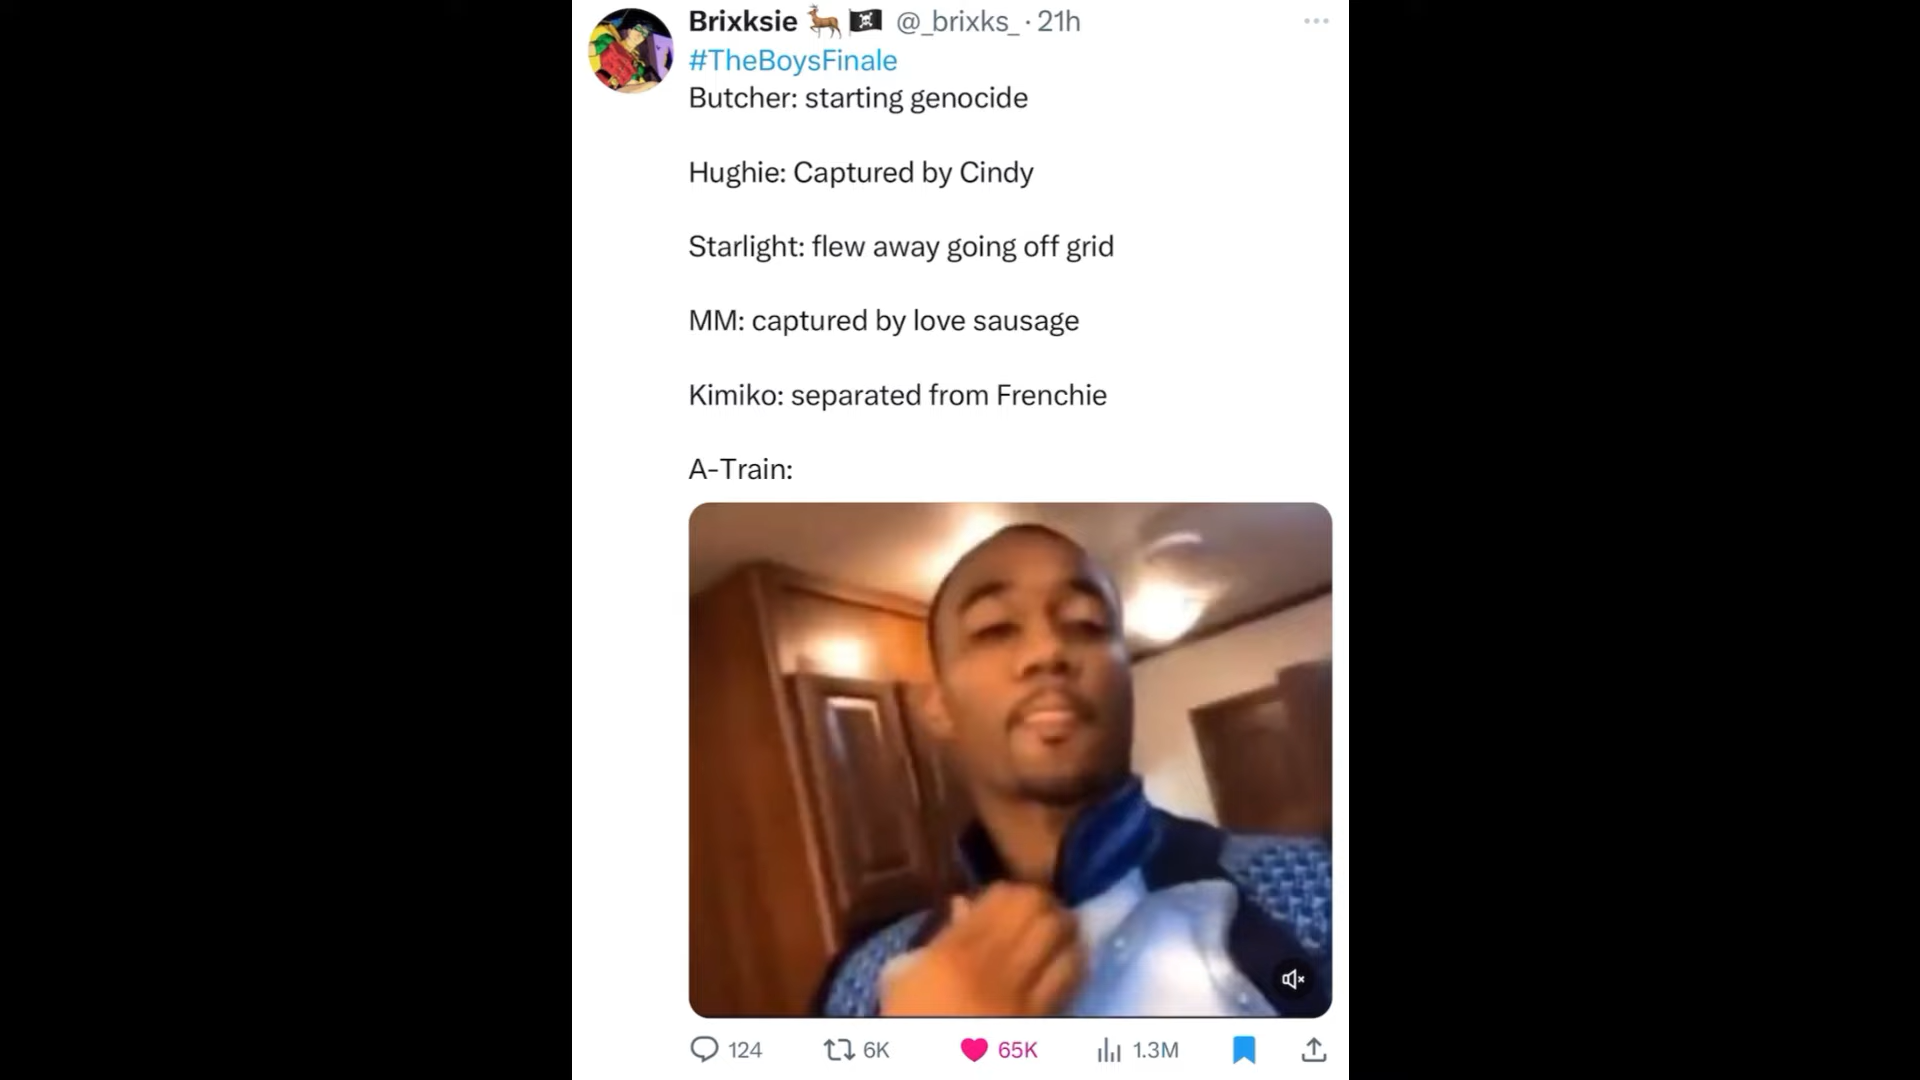 Brixksie 🦌🏴‍☠️ @_brixks_ · 21h
#TheBoysFinale
Butcher: starting genocide
Hughie: Captured by Cindy
Starlight: flew away going off grid
MM: captured by love sausage
Kimiko: separated from Frenchie
A-Train:
124 6K 65K 1.3M